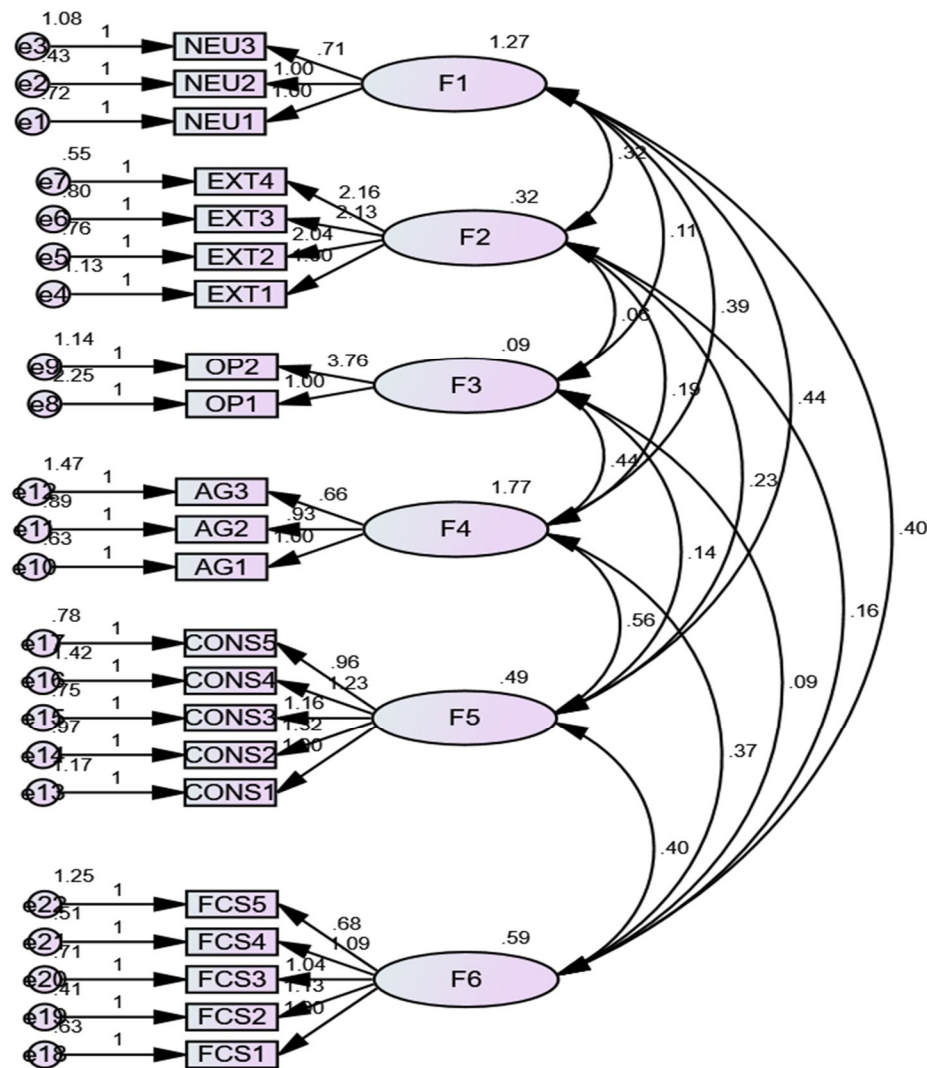 1.08
e3 1 NEU3 .71 1.27
.43
e2 1 NEU2 1.00 F1
.72
e1 1 NEU1 1.00
.32
.55
e7 1 EXT4 2.16 .32
.80
e6 1 EXT3 2.13 F2 .11
.76
e5 1 EXT2 2.04
1.13
e4 1 EXT1 1.00
.06 .39
1.14
e9 1 OP2 3.76 .09
2.25
e8 1 OP1 1.00 F3
.19 .44
1.47
e12 1 AG3 .66 1.77 .44 .23
.89
e11 1 AG2 .93 F4 .40
.63
e10 1 AG1 1.00 .14
.56 .16
.78
e17 1 CONS5 .96 .49
1.42
e16 1 CONS4 1.23 .09
.75
e15 1 CONS3 1.16 F5
.97
e14 1 CONS2 1.32 .37
1.17
e13 1 CONS1 1.00
.40
1.25
e22 1 FCS5 .68 .59
.51
e21 1 FCS4 1.09
.71
e20 1 FCS3 1.04 F6
.41
e19 1 FCS2 1.13
.63
e18 1 FCS1 1.00